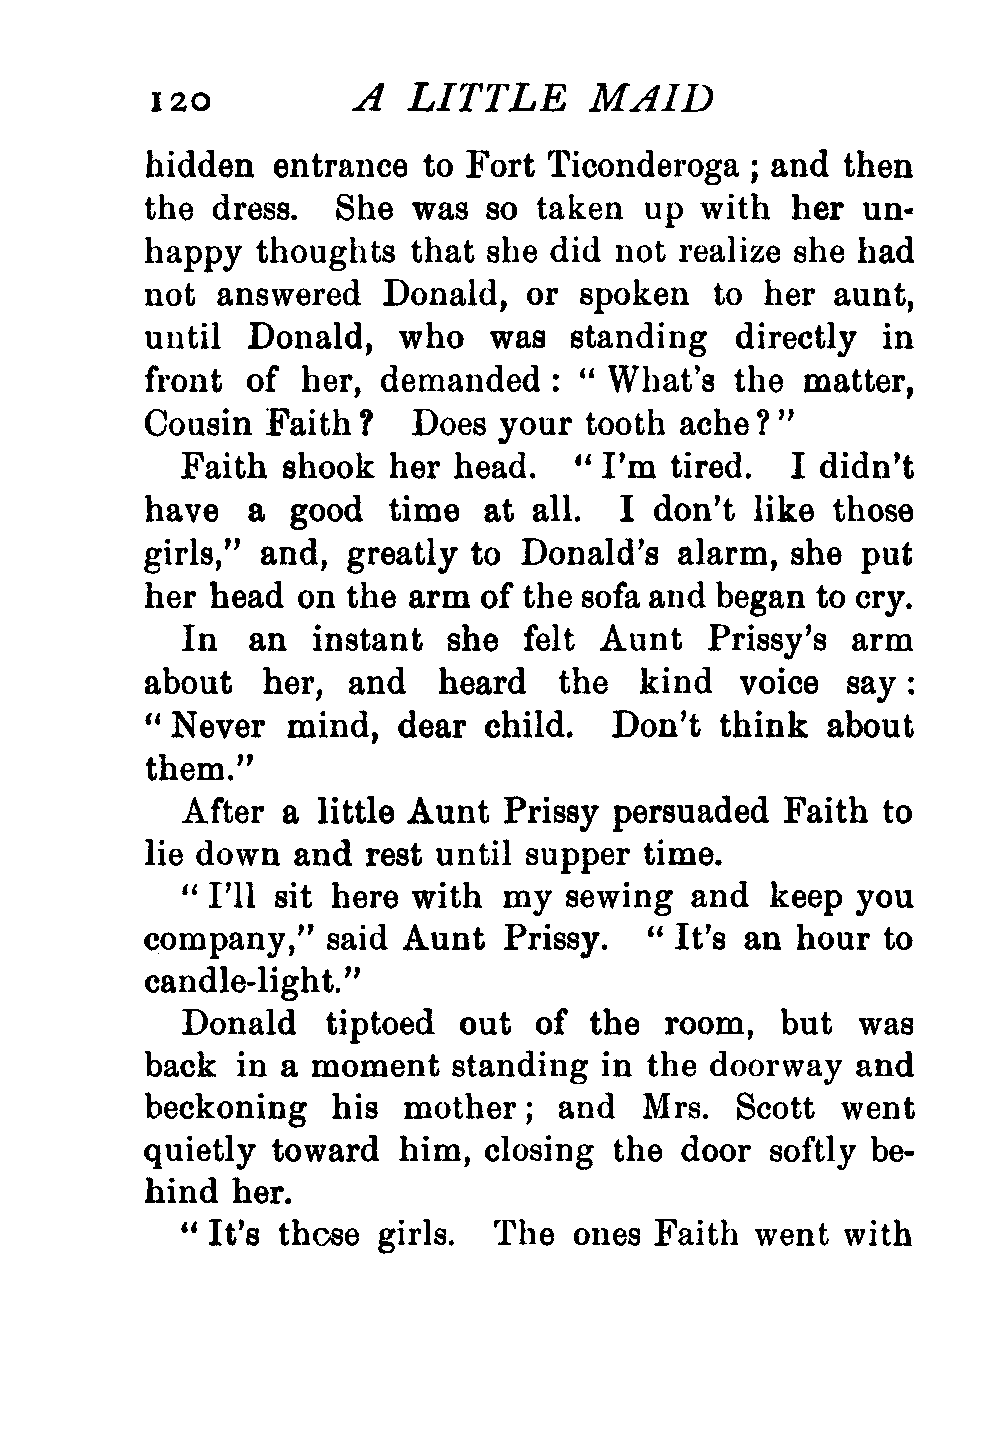 120 A LITTLE MAID
hidden entrance to Fort Ticonderoga ; and then
the dress. She was so taken up with her un-
happy thoughts that she did not realize she had
not answered Donald, or spoken to her aunt,
until Donald, who was standing directly in
front of her, demanded : “ What's the matter,
Cousin Faith ? Does your tooth ache ? ”
Faith shook her head. “ I'm tired. I didn't
have a good time at all. I don't like those
girls,” and, greatly to Donald's alarm, she put
her head on the arm of the sofa and began to cry.
In an instant she felt Aunt Prissy's arm
about her, and heard the kind voice say :
“ Never mind, dear child. Don't think about
them.”
After a little Aunt Prissy persuaded Faith to
lie down and rest until supper time.
“ I'll sit here with my sewing and keep you
company,” said Aunt Prissy. “ It's an hour to
candle-light.”
Donald tiptoed out of the room, but was
back in a moment standing in the doorway and
beckoning his mother ; and Mrs. Scott went
quietly toward him, closing the door softly be-
hind her.
“ It's those girls. The ones Faith went with